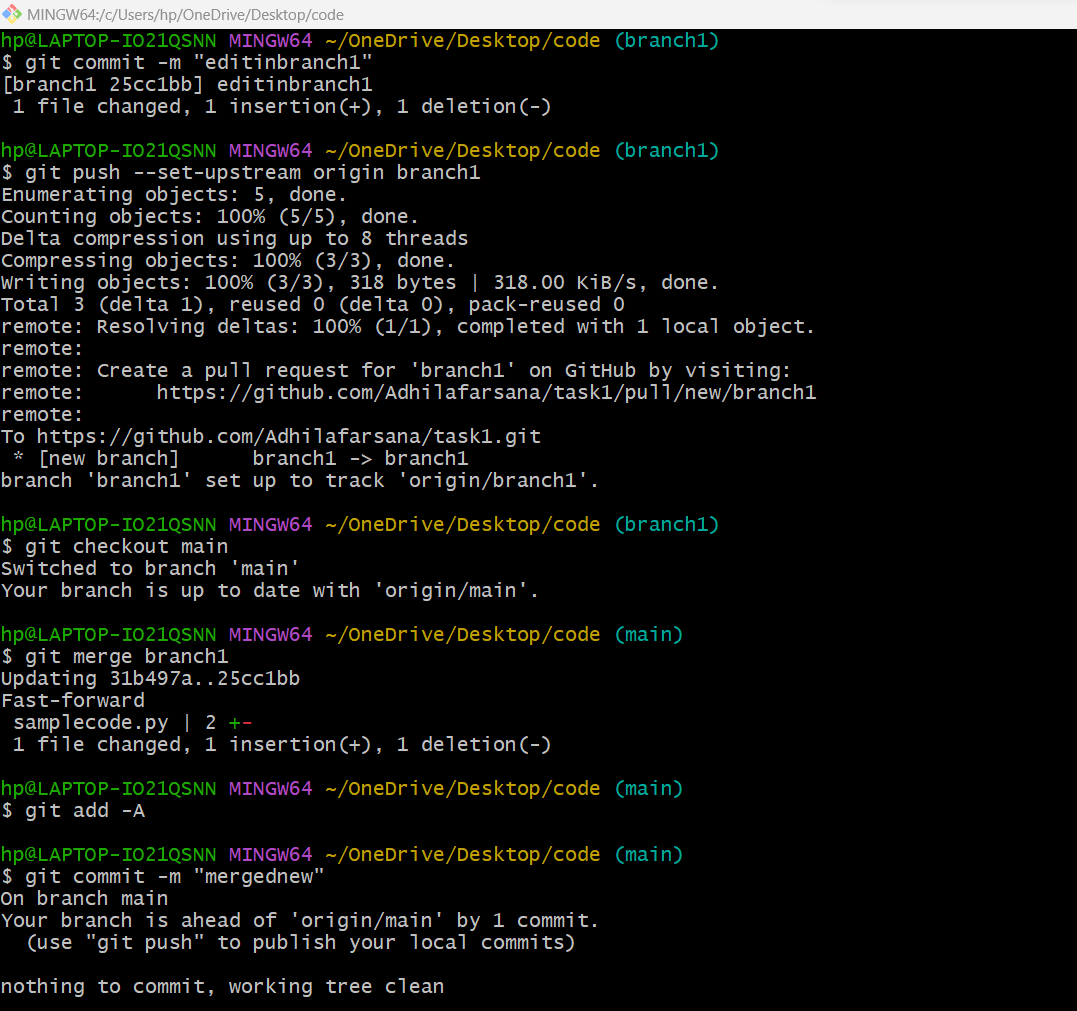 MINGW64:/c/Users/hp/OneDrive/Desktop/code
hp@LAPTOP-IO21QSNN MINGW64 ~/OneDrive/Desktop/code (branch1)
$ git commit -m "editinbranch1"
[branch1 25cc1bb] editinbranch1
 1 file changed, 1 insertion(+), 1 deletion(-)

hp@LAPTOP-IO21QSNN MINGW64 ~/OneDrive/Desktop/code (branch1)
$ git push --set-upstream origin branch1
Enumerating objects: 5, done.
Counting objects: 100% (5/5), done.
Delta compression using up to 8 threads
Compressing objects: 100% (3/3), done.
Writing objects: 100% (3/3), 318 bytes | 318.00 KiB/s, done.
Total 3 (delta 1), reused 0 (delta 0), pack-reused 0
remote: Resolving deltas: 100% (1/1), completed with 1 local object.
remote:
remote: Create a pull request for 'branch1' on GitHub by visiting:
remote:      https://github.com/Adhilafarsana/task1/pull/new/branch1
remote:
To https://github.com/Adhilafarsana/task1.git
 * [new branch]      branch1 -> branch1
branch 'branch1' set up to track 'origin/branch1'.

hp@LAPTOP-IO21QSNN MINGW64 ~/OneDrive/Desktop/code (branch1)
$ git checkout main
Switched to branch 'main'
Your branch is up to date with 'origin/main'.

hp@LAPTOP-IO21QSNN MINGW64 ~/OneDrive/Desktop/code (main)
$ git merge branch1
Updating 31b497a..25cc1bb
Fast-forward
 samplecode.py | 2 +-
 1 file changed, 1 insertion(+), 1 deletion(-)

hp@LAPTOP-IO21QSNN MINGW64 ~/OneDrive/Desktop/code (main)
$ git add -A

hp@LAPTOP-IO21QSNN MINGW64 ~/OneDrive/Desktop/code (main)
$ git commit -m "mergednew"
On branch main
Your branch is ahead of 'origin/main' by 1 commit.
  (use "git push" to publish your local commits)

nothing to commit, working tree clean